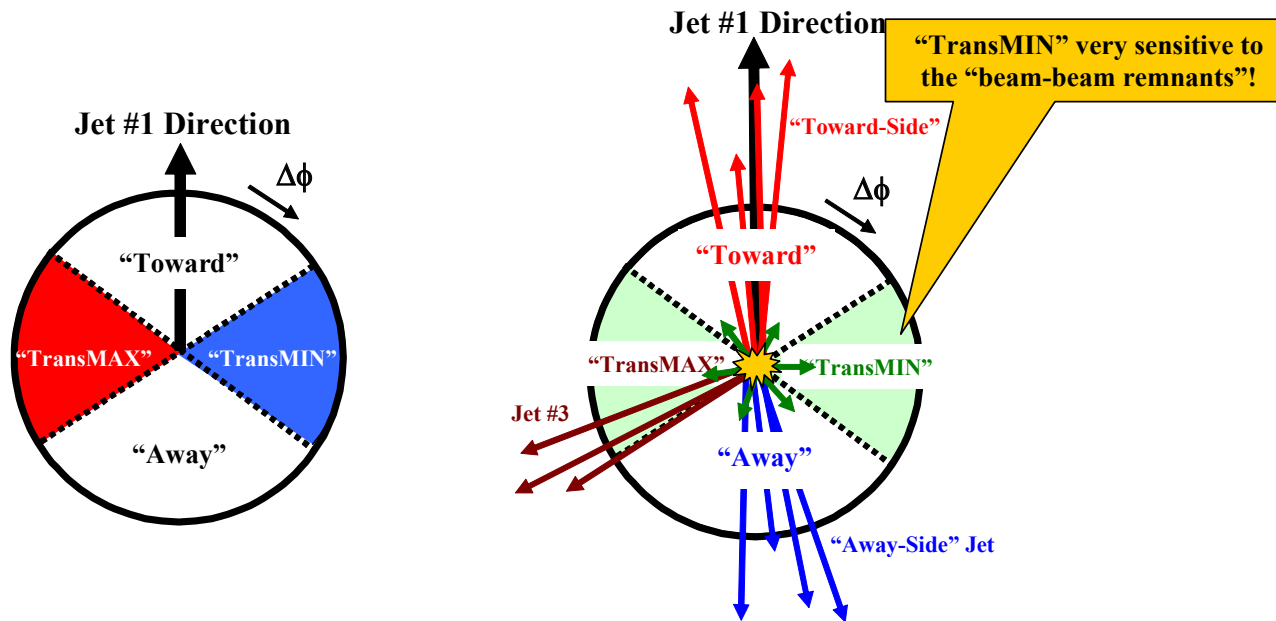 Jet #1 Direction
Δϕ
“Toward”
“TransMAX”
“TransMIN”
“Away”
Jet #1 Direction
“TransMIN” very sensitive to
the “beam-beam remnants”!
“Toward-Side”
Δϕ
“Toward”
“TransMAX”
“TransMIN”
Jet #3
“Away”
“Away-Side” Jet